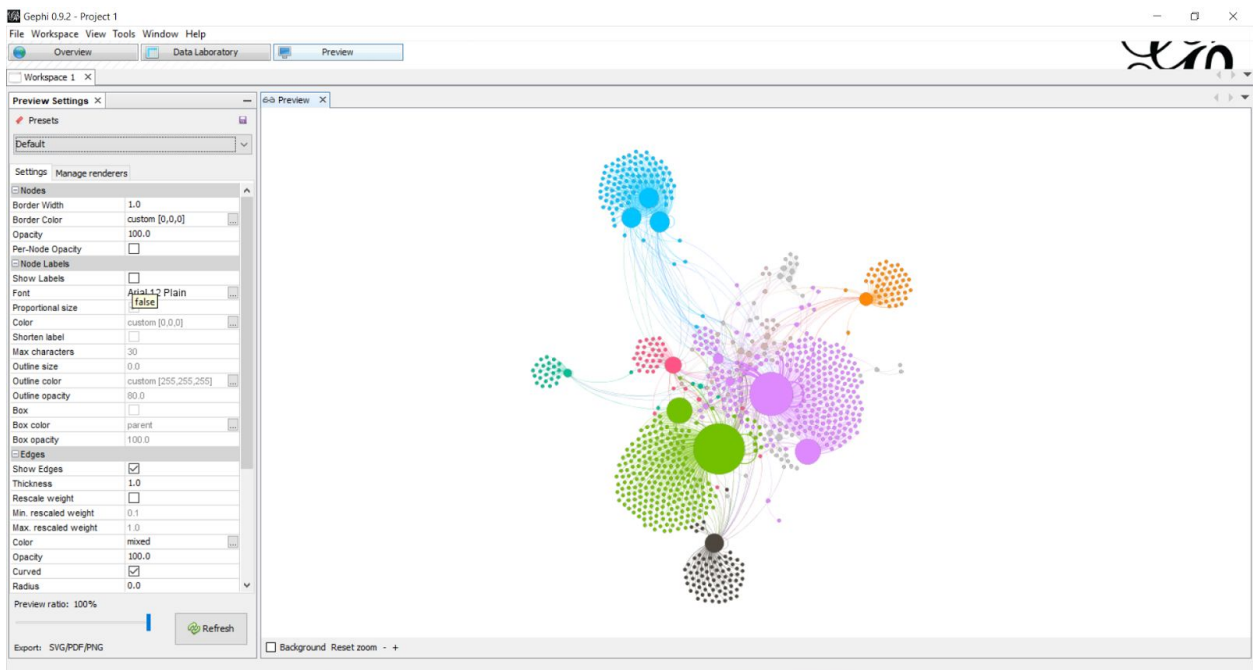 Gephi 0.9.2 - Project 1
File Workspace View Tools Window Help
Overview Data Laboratory Preview
Workspace 1 X
Preview Settings X
Preview X
Presets
Default
Settings Manage renderers
Nodes
Border Width 1.0
Border Color custom [0,0,0] ...
Opacity 100.0
Per-Node Opacity
Node Labels
Show Labels
Font Arial 12 Plain ...
false
Proportional size
Color custom [0,0,0] ...
Shorten label
Max characters 30
Outline size 0.0
Outline color custom [255,255,255] ...
Outline opacity 80.0
Box
Box color parent ...
Box opacity 100.0
Edges
Show Edges
Thickness 1.0
Rescale weight
Min. rescaled weight 0.1
Max. rescaled weight 1.0
Color mixed ...
Opacity 100.0
Curved
Radius 0.0
Preview ratio: 100%
Refresh
Export: SVG/PDF/PNG
Background Reset zoom - +